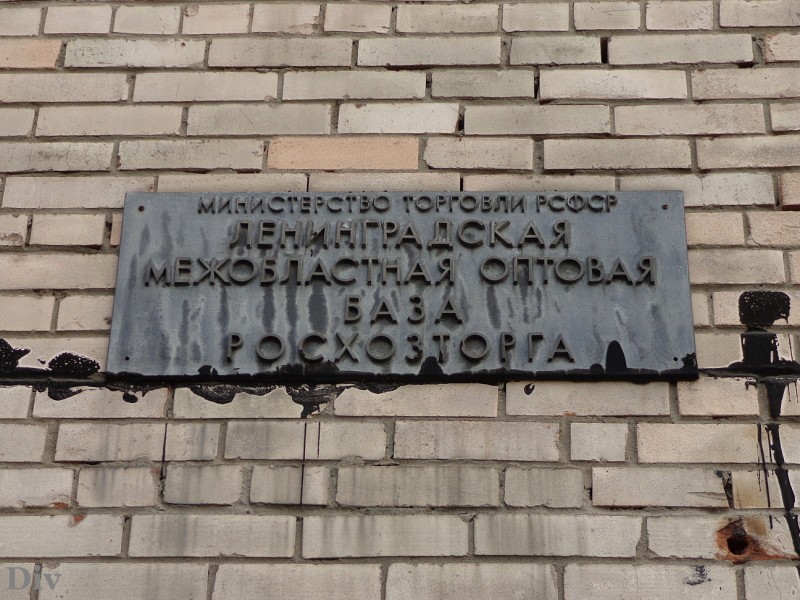 МИНИСТЕРСТВО ТОРГОВЛИ РСФСР
ЛЕНИНГРАДСКАЯ
МЕЖОБЛАСТНАЯ ОПТОВАЯ
БАЗА
РОСХОЗТОРГА
Div